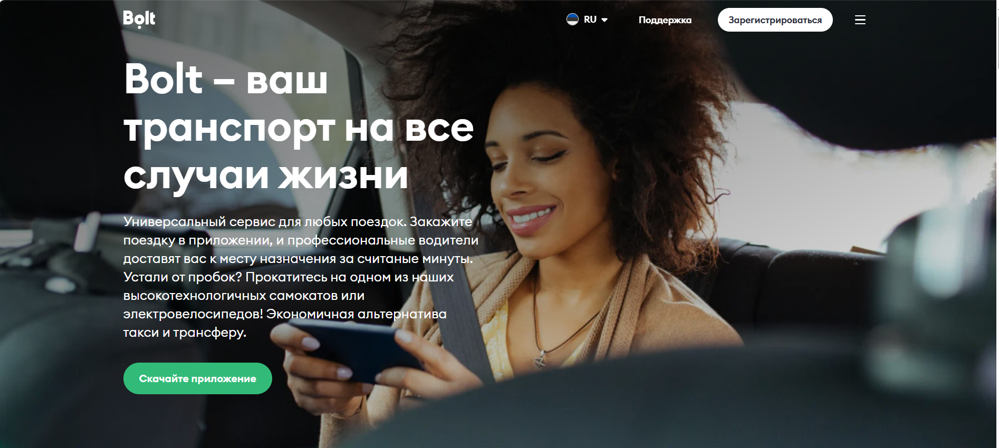 Bolt
RU
Поддержка
Зарегистрироваться
Bolt – ваш
транспорт на все
случаи жизни
Универсальный сервис для любых поездок. Закажите
поездку в приложении, и профессиональные водители
доставят вас к месту назначения за считаные минуты.
Устали от пробок? Прокатитесь на одном из наших
высокотехнологичных самокатов или
электровелосипедов! Экономичная альтернатива
такси и трансферу.
Скачайте приложение